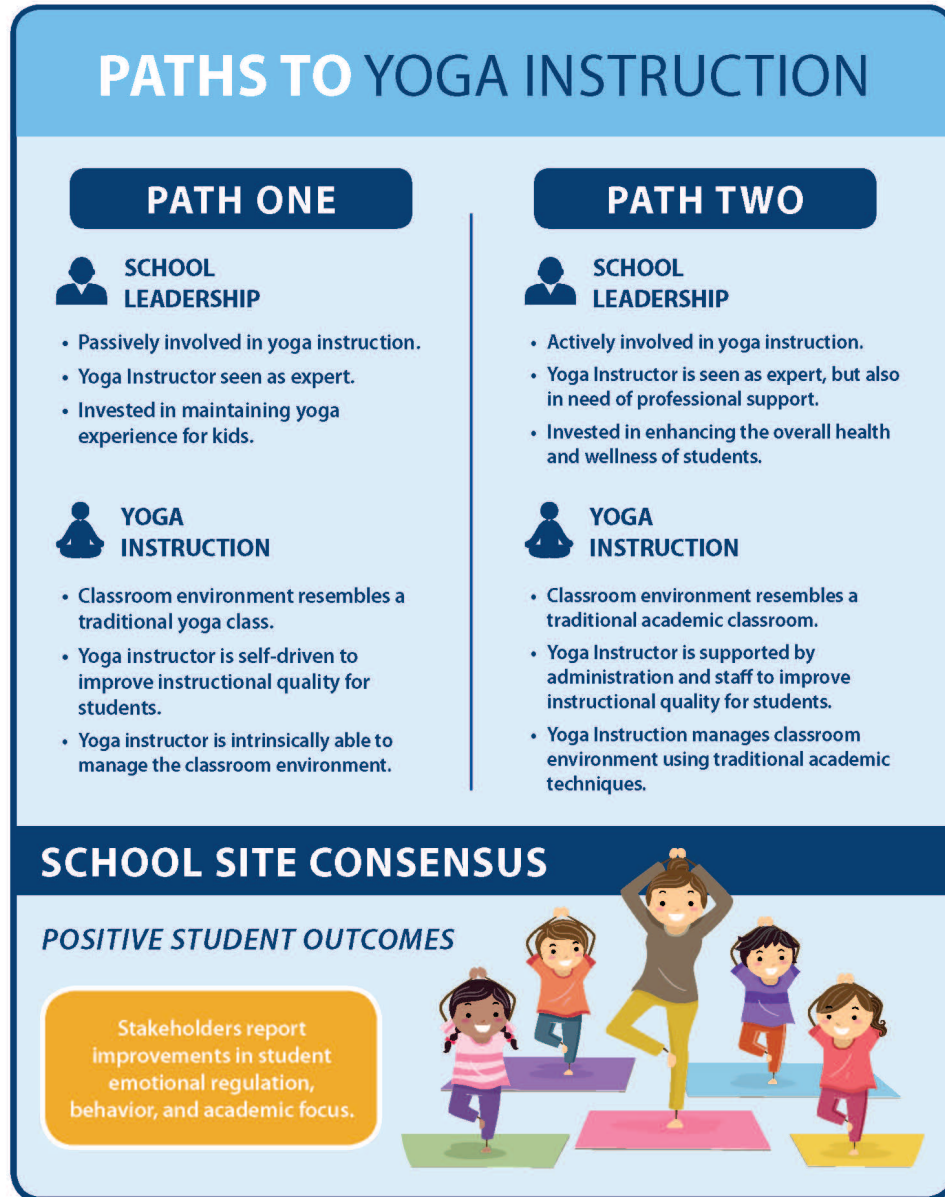 PATHS TO YOGA INSTRUCTION
PATH ONE
SCHOOL
LEADERSHIP
• Passively involved in yoga instruction.
• Yoga Instructor seen as expert.
• Invested in maintaining yoga
experience for kids.
YOGA
INSTRUCTION
• Classroom environment resembles a
traditional yoga class.
• Yoga instructor is self-driven to
improve instructional quality for
students.
• Yoga instructor is intrinsically able to
manage the classroom environment.
PATH TWO
SCHOOL
LEADERSHIP
• Actively involved in yoga instruction.
• Yoga Instructor is seen as expert, but also
in need of professional support.
• Invested in enhancing the overall health
and wellness of students.
YOGA
INSTRUCTION
• Classroom environment resembles a
traditional academic classroom.
• Yoga Instructor is supported by
administration and staff to improve
instructional quality for students.
• Yoga Instruction manages classroom
environment using traditional academic
techniques.
SCHOOL SITE CONSENSUS
POSITIVE STUDENT OUTCOMES
Stakeholders report
improvements in student
emotional regulation,
behavior, and academic focus.